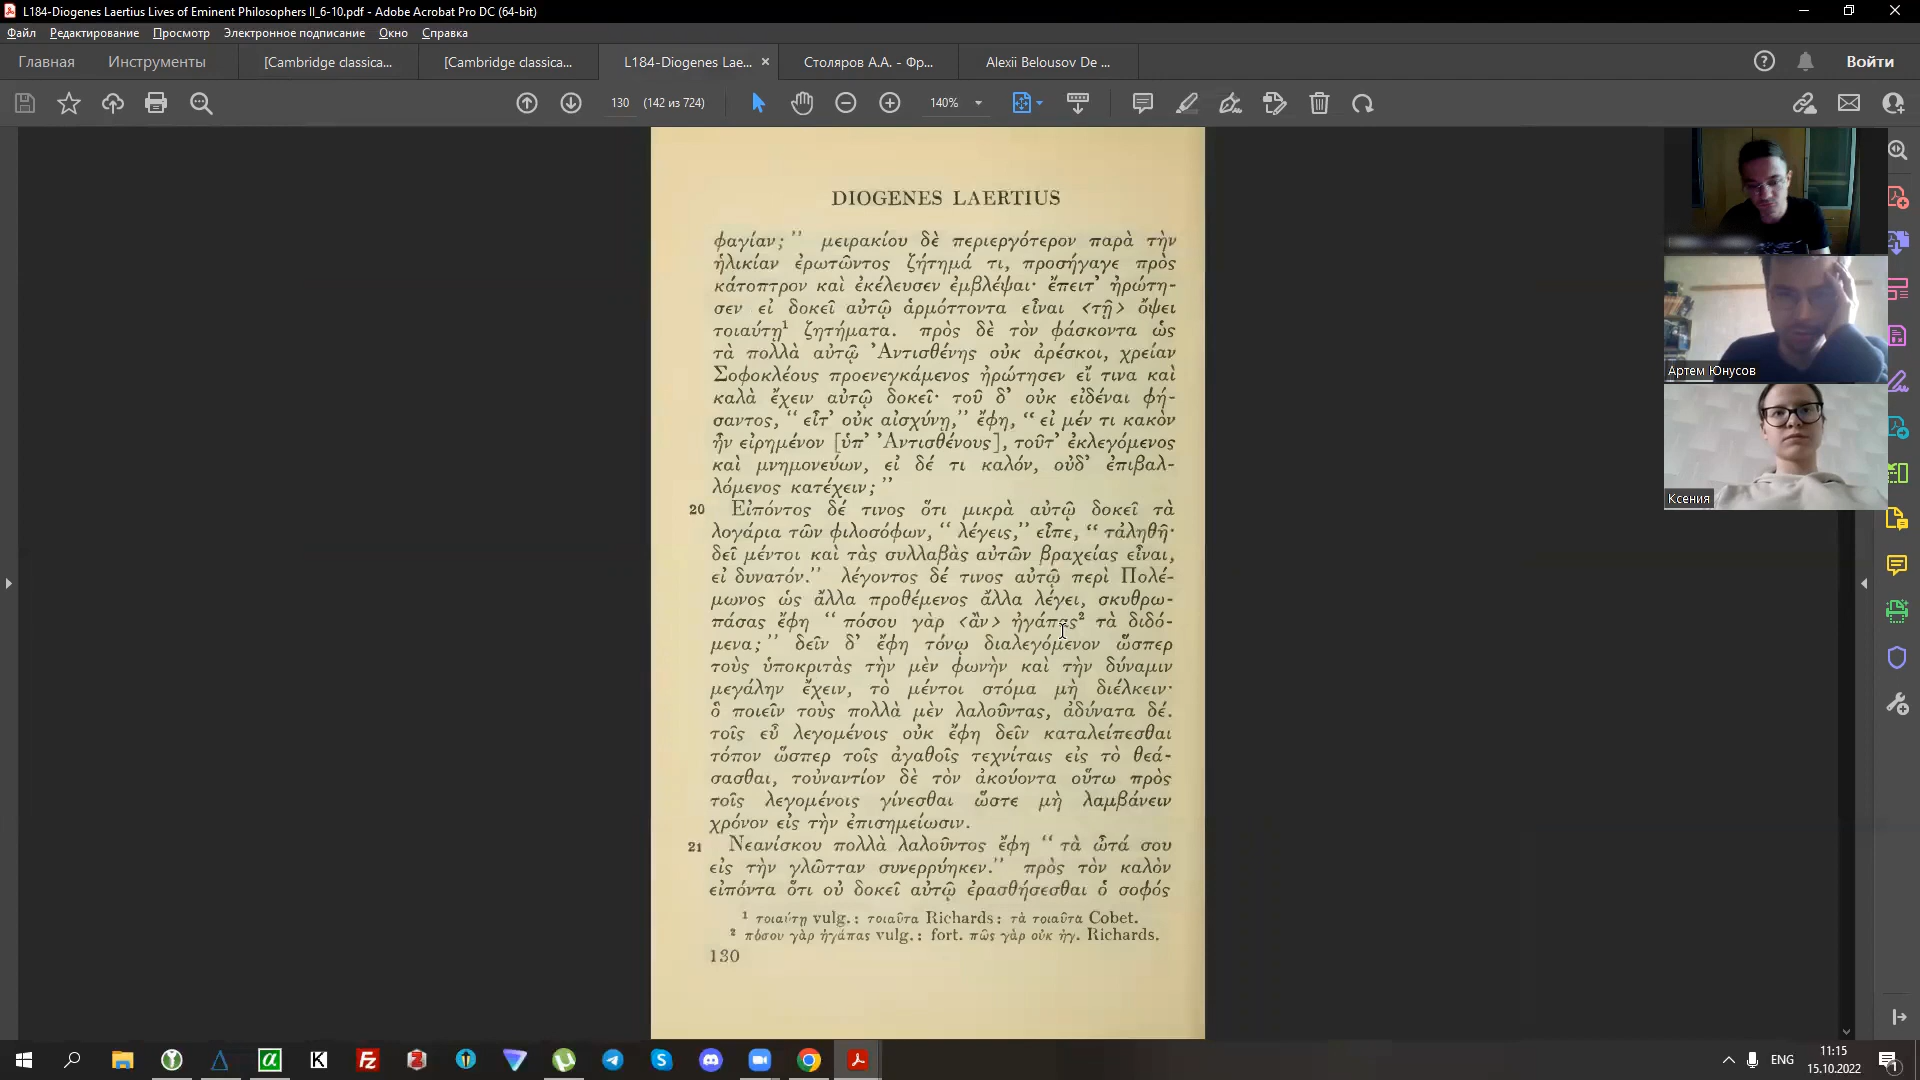 L184-Diogenes Laertius Lives of Eminent Philosophers II_6-10.pdf - Adobe Acrobat Pro DC (64-bit)
Файл Редактирование Просмотр Электронное подписание Окно Справка
Главная Инструменты [Cambridge classica... [Cambridge classica... L184-Diogenes Lae... × Столяров А.А. - Фр... Alexii Belousov De ... Войти
130 (142 из 724) 140%
DIOGENES LAERTIUS
φαγίαν;” μειρακίου δὲ περιεργότερον παρὰ τὴν
ἡλικίαν ἐρωτῶντος ζήτημά τι, προσήγαγε πρὸς
κάτοπτρον καὶ ἐκέλευσεν ἐμβλέψαι· ἔπειτ’ ἠρώτη-
σεν εἰ δοκεῖ αὐτῷ ἁρμόττοντα εἶναι <τῇ> ὄψει
τοιαύτῃ¹ ζητήματα. πρὸς δὲ τὸν φάσκοντα ὡς
τὰ πολλὰ αὐτῷ Ἀντισθένης οὐκ ἀρέσκοι, χρείαν
Σοφοκλέους προενεγκάμενος ἠρώτησεν εἴ τινα καὶ
καλὰ ἔχειν αὐτῷ δοκεῖ· τοῦ δ’ οὐκ εἰδέναι φή-
σαντος, “εἶτ’ οὐκ αἰσχύνῃ,” ἔφη, “εἰ μέν τι κακὸν
ἦν εἰρημένον [ὑπ’ Ἀντισθένους], τοῦτ’ ἐκλεγόμενος
καὶ μνημονεύων, εἰ δέ τι καλόν, οὐδ’ ἐπιβαλ-
λόμενος κατέχειν;”
20 Εἰπόντος δέ τινος ὅτι μικρὰ αὐτῷ δοκεῖ τὰ
λογάρια τῶν φιλοσόφων, “λέγεις,” εἶπε, “τἀληθῆ·
δεῖ μέντοι καὶ τὰς συλλαβὰς αὐτῶν βραχείας εἶναι,
εἰ δυνατόν.” λέγοντος δέ τινος αὐτῷ περὶ Πολέ-
μωνος ὡς ἄλλα προθέμενος ἄλλα λέγει, σκυθρω-
πάσας ἔφη “πόσου γὰρ <ἂν> ἠγάπας² τὰ διδό-
μενα;” δεῖν δ’ ἔφη τόνῳ διαλεγόμενον ὥσπερ
τοὺς ὑποκριτὰς τὴν μὲν φωνὴν καὶ τὴν δύναμιν
μεγάλην ἔχειν, τὸ μέντοι στόμα μὴ διέλκειν·
ὃ ποιεῖν τοὺς πολλὰ μὲν λαλοῦντας, ἀδύνατα δέ.
τοῖς εὖ λεγομένοις οὐκ ἔφη δεῖν καταλείπεσθαι
τόπον ὥσπερ τοῖς ἀγαθοῖς τεχνίταις εἰς τὸ θεά-
σασθαι, τοὐναντίον δὲ τὸν ἀκούοντα οὕτω πρὸς
τοῖς λεγομένοις γίνεσθαι ὥστε μὴ λαμβάνειν
χρόνον εἰς τὴν ἐπισημείωσιν.
21 Νεανίσκου πολλὰ λαλοῦντος ἔφη “τὰ ὦτά σου
εἰς τὴν γλῶτταν συνερρύηκεν.” πρὸς τὸν καλὸν
εἰπόντα ὅτι οὐ δοκεῖ αὐτῷ ἐρασθήσεσθαι ὁ σοφός
¹ τοιαύτῃ vulg.: τοιαῦτα Richards: τὰ τοιαῦτα Cobet.
² πόσου γὰρ ἠγάπας vulg.: fort. πῶς γὰρ οὐκ ἠγ. Richards.
130
Артем Юнусов
Ксения
ENG
11:15
15.10.2022